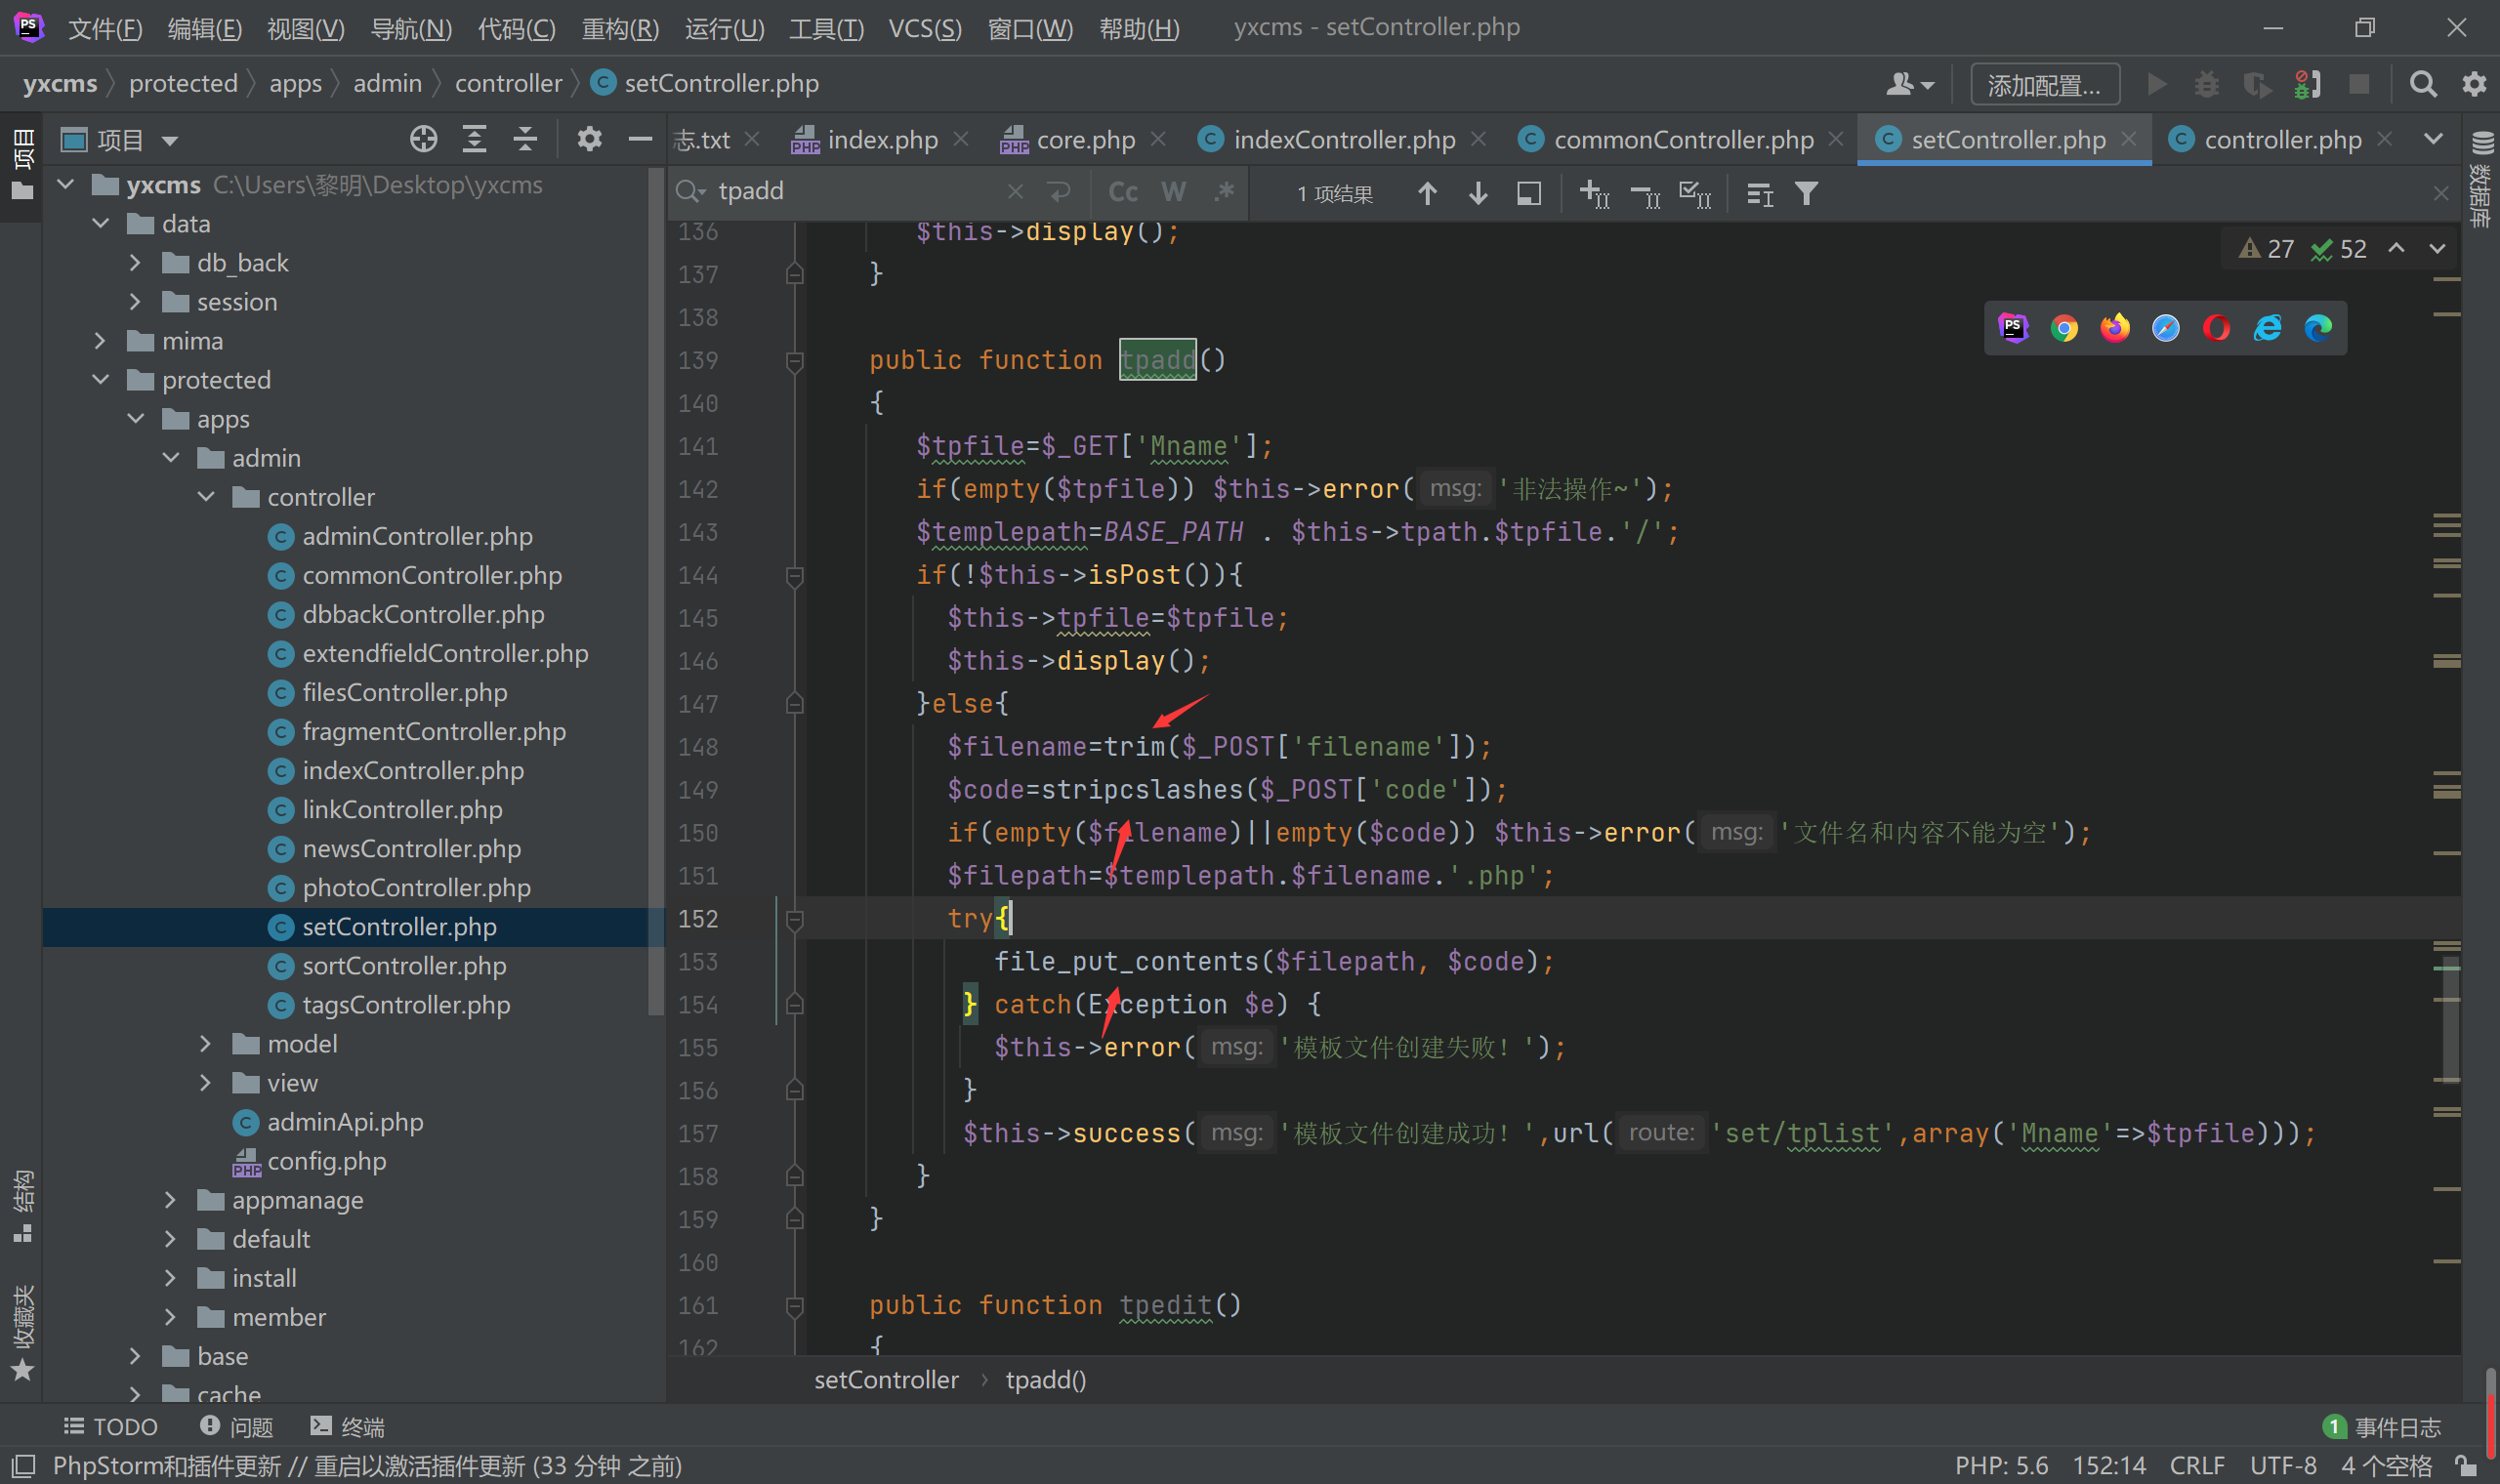 PS 文件(F) 编辑(E) 视图(V) 导航(N) 代码(C) 重构(R) 运行(U) 工具(T) VCS(S) 窗口(W) 帮助(H) yxcms - setController.php
yxcms protected apps admin controller C setController.php 添加配置...
项目
项目 志.txt PHP index.php PHP core.php C indexController.php C commonController.php C setController.php C controller.php
数据库
tpadd Cc W .* 1 项结果
yxcms C:\Users\黎明\Desktop\yxcms
data
db_back
session
mima
protected
apps
admin
controller
C adminController.php
C commonController.php
C dbbackController.php
C extendfieldController.php
C filesController.php
C fragmentController.php
C indexController.php
C linkController.php
C newsController.php
C photoController.php
C setController.php
C sortController.php
C tagsController.php
model
view
C adminApi.php
PHP config.php
appmanage
default
install
member
base
cache
结构
收藏夹
27 52
136 $this->display();
137 }
138
139 public function tpadd()
140 {
141 $tpfile=$_GET['Mname'];
142 if(empty($tpfile)) $this->error( msg: '非法操作~');
143 $templepath=BASE_PATH . $this->tpath.$tpfile.'/';
144 if(!$this->isPost()){
145 $this->tpfile=$tpfile;
146 $this->display();
147 }else{
148 $filename=trim($_POST['filename']);
149 $code=stripcslashes($_POST['code']);
150 if(empty($filename)||empty($code)) $this->error( msg: '文件名和内容不能为空');
151 $filepath=$templepath.$filename.'.php';
152 try{
153 file_put_contents($filepath, $code);
154 } catch(Exception $e) {
155 $this->error( msg: '模板文件创建失败！');
156 }
157 $this->success( msg: '模板文件创建成功！',url( route: 'set/tplist',array('Mname'=>$tpfile)));
158 }
159 }
160
161 public function tpedit()
162 {
setController › tpadd()
TODO 问题 终端 1 事件日志
PhpStorm和插件更新 // 重启以激活插件更新 (33 分钟 之前) PHP: 5.6 152:14 CRLF UTF-8 4 个空格